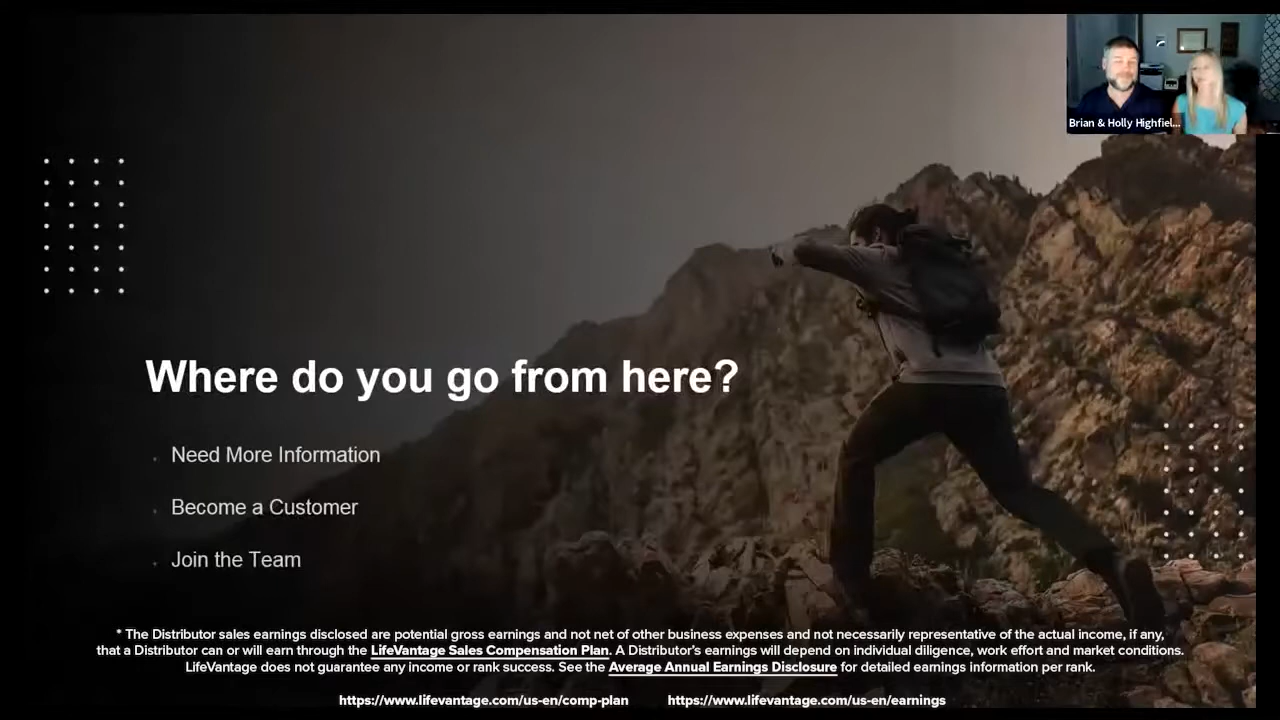 Brian & Holly Highfiel...
Where do you go from here?
Need More Information
Become a Customer
Join the Team
* The Distributor sales earnings disclosed are potential gross earnings and not net of other business expenses and not necessarily representative of the actual income, if any,
that a Distributor can or will earn through the LifeVantage Sales Compensation Plan. A Distributor's earnings will depend on individual diligence, work effort and market conditions.
LifeVantage does not guarantee any income or rank success. See the Average Annual Earnings Disclosure for detailed earnings information per rank.
https://www.lifevantage.com/us-en/comp-plan https://www.lifevantage.com/us-en/earnings